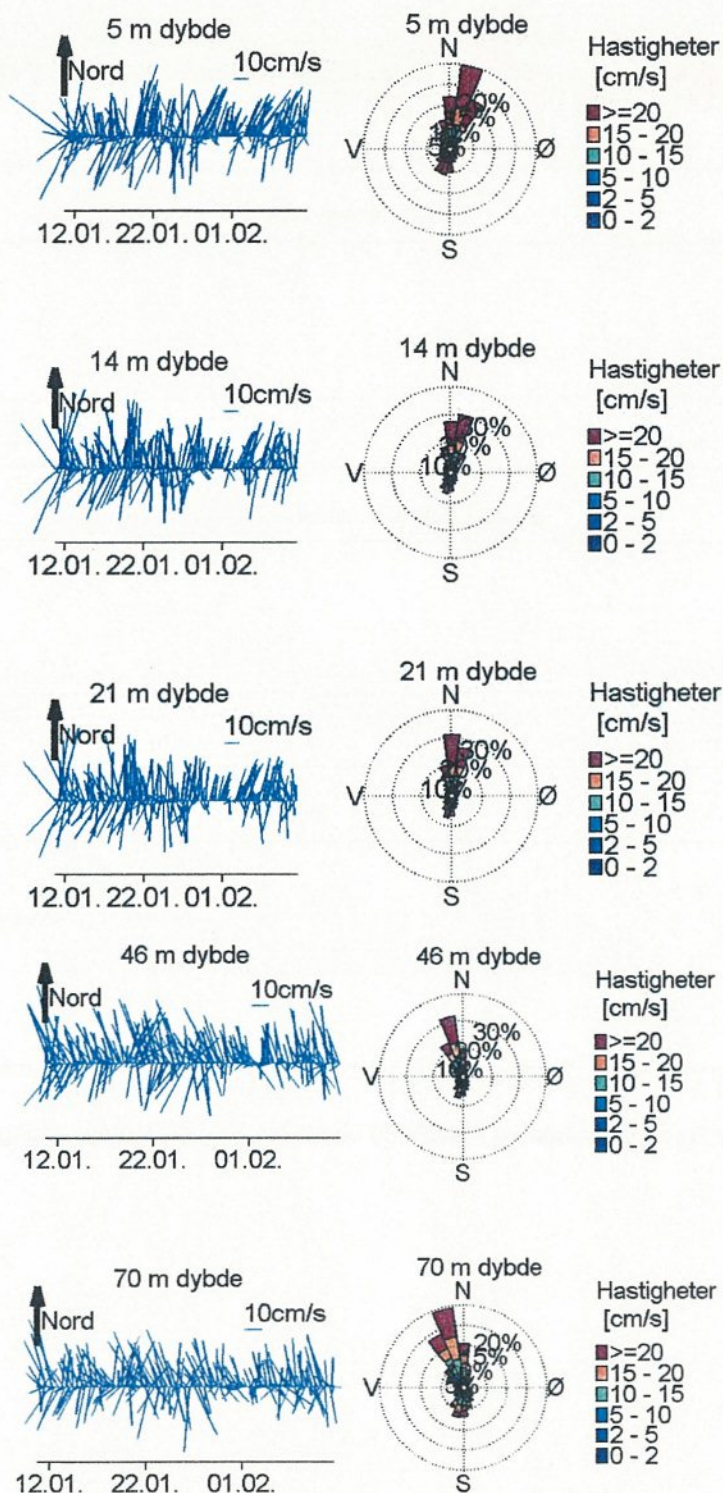 5 m dybde
Nord
10cm/s
12.01. 22.01. 01.02.
5 m dybde
N
V
Ø
S
Hastigheter
[cm/s]
>=20
15 - 20
10 - 15
5 - 10
2 - 5
0 - 2
14 m dybde
Nord
10cm/s
12.01. 22.01. 01.02.
14 m dybde
N
30%
10%
V
Ø
S
Hastigheter
[cm/s]
>=20
15 - 20
10 - 15
5 - 10
2 - 5
0 - 2
21 m dybde
Nord
10cm/s
12.01. 22.01. 01.02.
21 m dybde
N
30%
10%
V
Ø
S
Hastigheter
[cm/s]
>=20
15 - 20
10 - 15
5 - 10
2 - 5
0 - 2
46 m dybde
Nord
10cm/s
12.01. 22.01. 01.02.
46 m dybde
N
30%
10%
V
Ø
S
Hastigheter
[cm/s]
>=20
15 - 20
10 - 15
5 - 10
2 - 5
0 - 2
70 m dybde
Nord
10cm/s
12.01. 22.01. 01.02.
70 m dybde
N
20%
15%
V
Ø
S
Hastigheter
[cm/s]
>=20
15 - 20
10 - 15
5 - 10
2 - 5
0 - 2